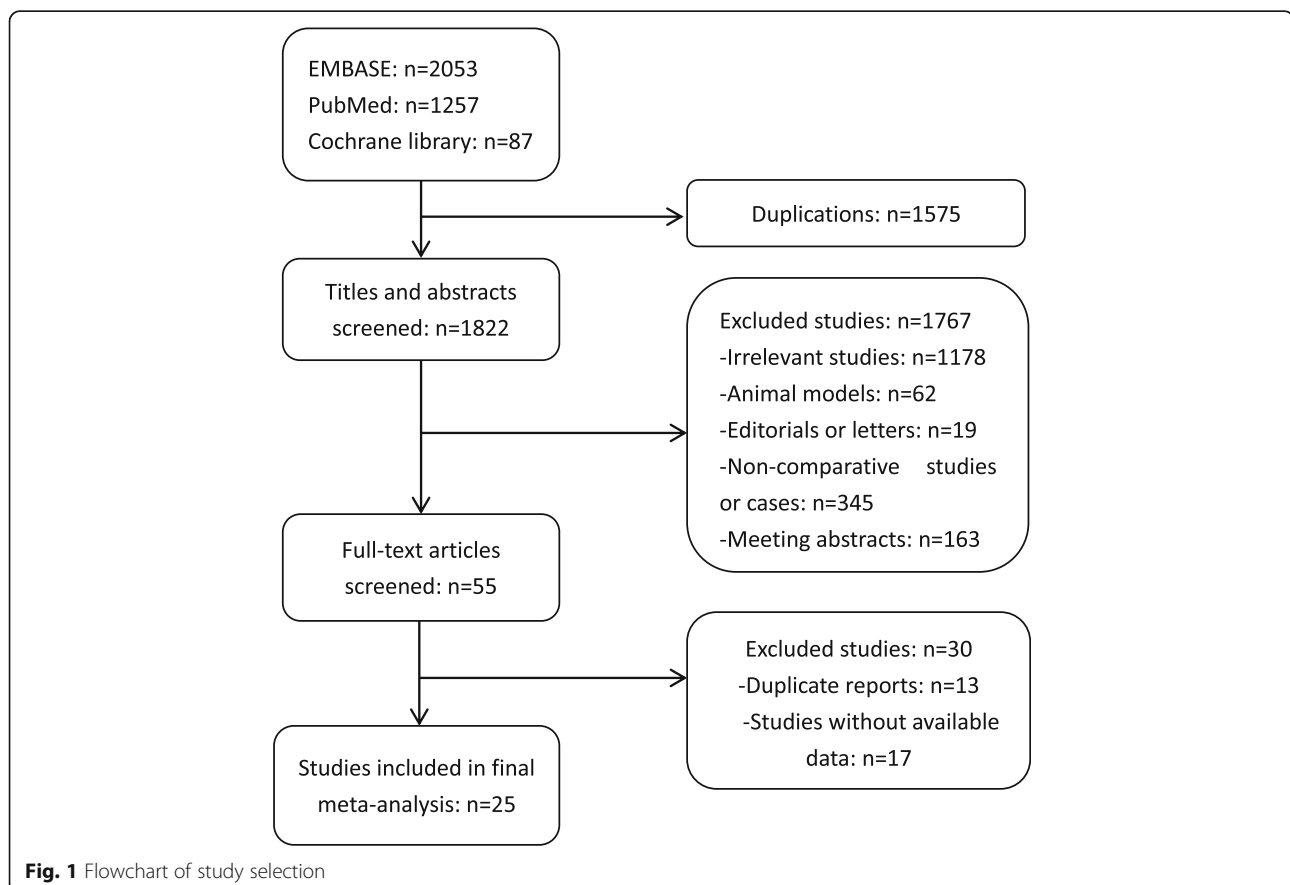 EMBASE: n=2053
PubMed: n=1257
Cochrane library: n=87
Duplications: n=1575
Titles and abstracts
screened: n=1822
Excluded studies: n=1767
-Irrelevant studies: n=1178
-Animal models: n=62
-Editorials or letters: n=19
-Non-comparative studies
or cases: n=345
-Meeting abstracts: n=163
Full-text articles
screened: n=55
Excluded studies: n=30
-Duplicate reports: n=13
-Studies without available
data: n=17
Studies included in final
meta-analysis: n=25
Fig. 1 Flowchart of study selection